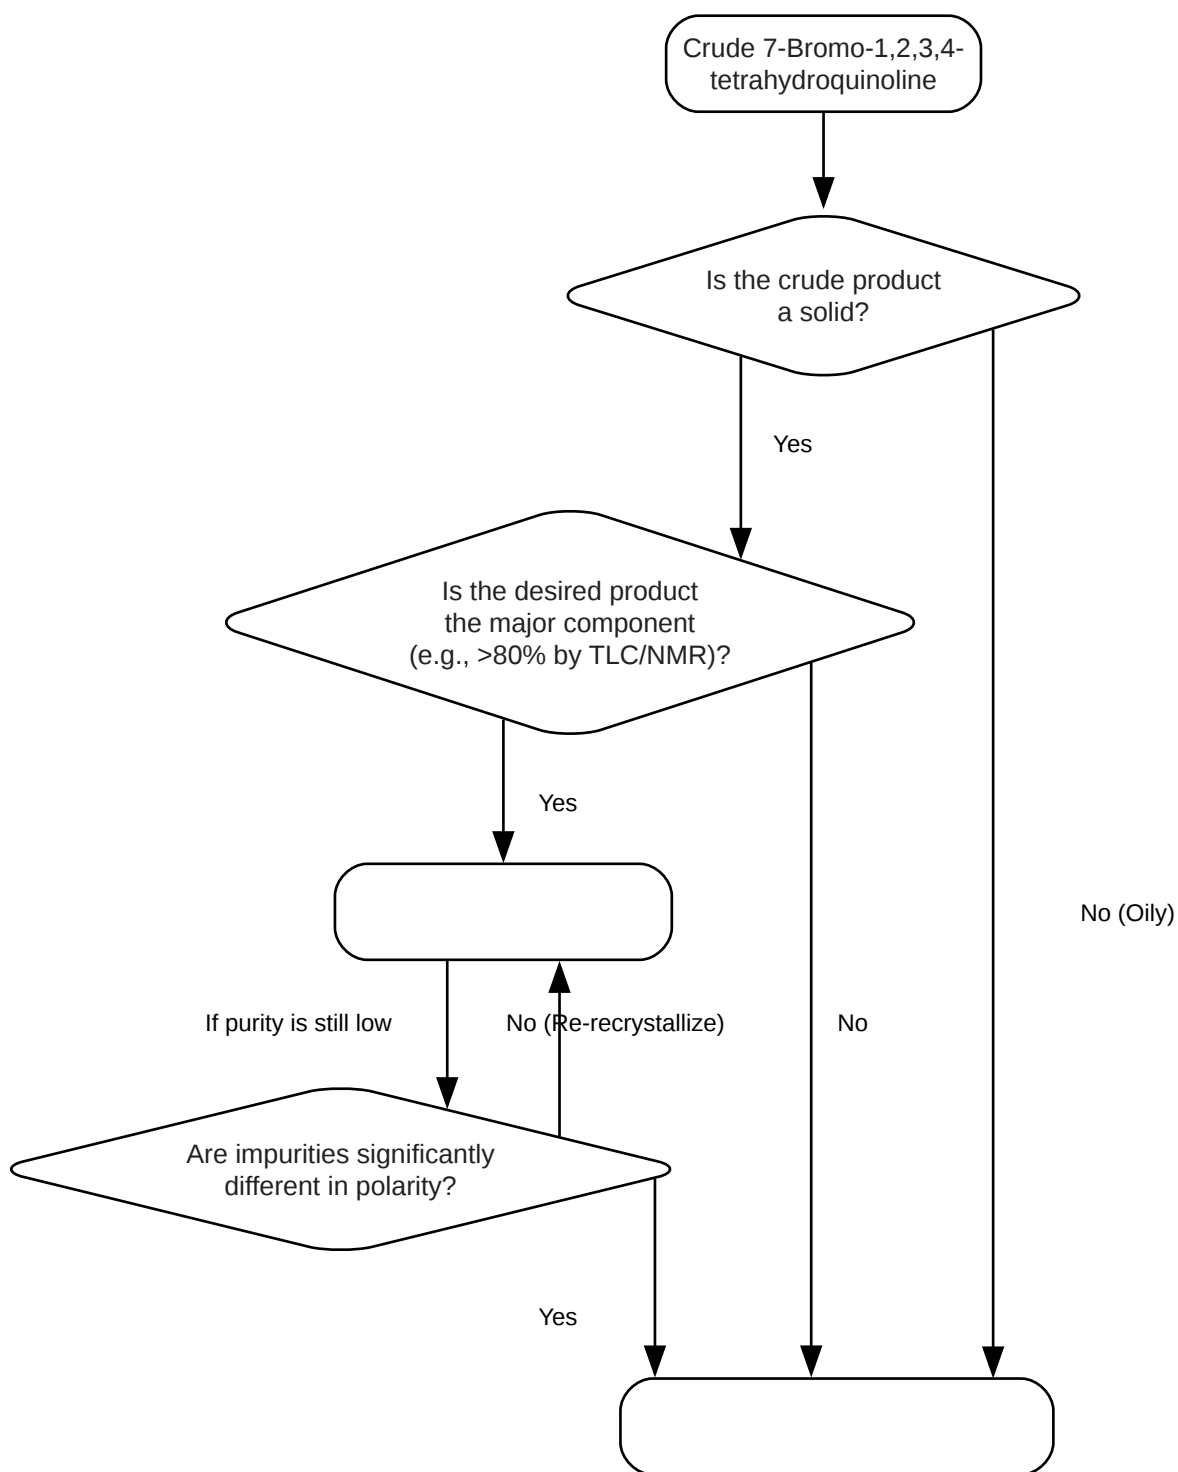 Crude 7-Bromo-1,2,3,4-
tetrahydroquinoline
Is the crude product
a solid?
Yes
Is the desired product
the major component
(e.g., >80% by TLC/NMR)?
Yes
No (Oily)
If purity is still low
No (Re-recrystallize)
No
Are impurities significantly
different in polarity?
Yes